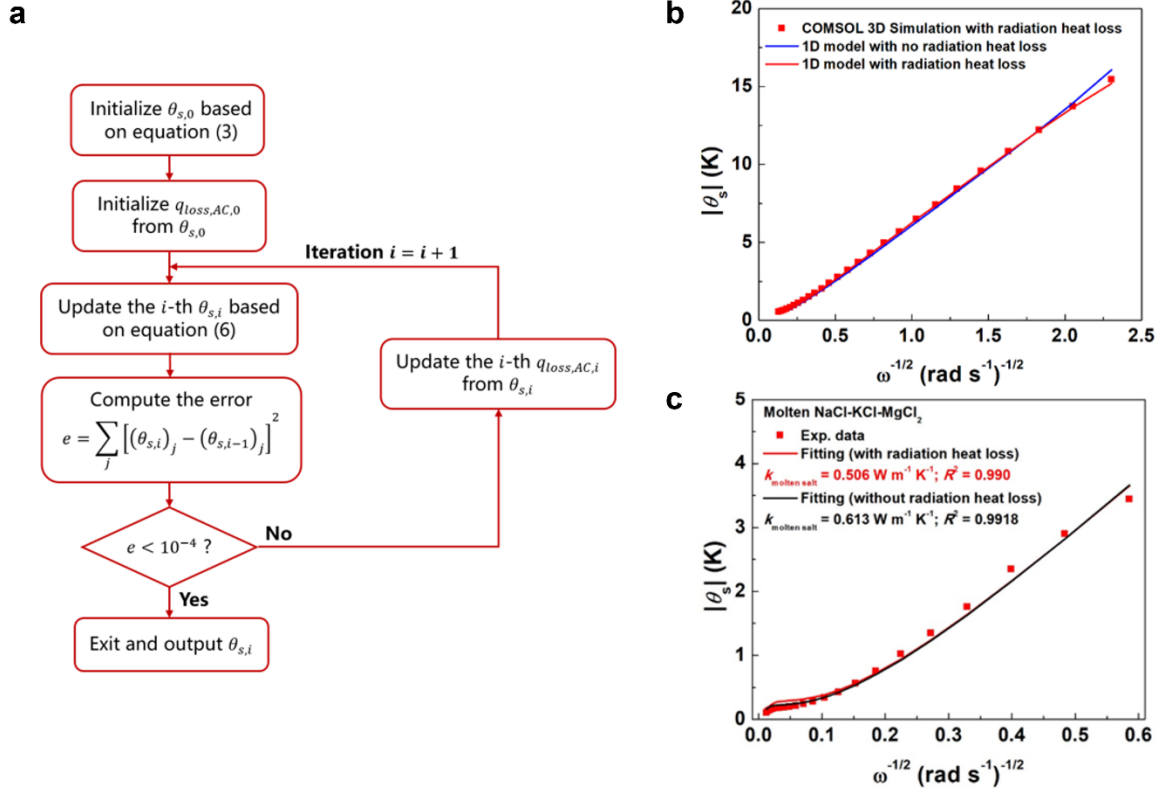 a
Initialize θs,0 based
on equation (3)
Initialize qloss,AC,0
from θs,0
Iteration i = i + 1
Update the i-th θs,i based
on equation (6)
Update the i-th qloss,AC,i
from θs,i
Compute the error
e = ∑j [(θs,i)j − (θs,i−1)j]²
e < 10⁻⁴ ?
No
Yes
Exit and output θs,i
b
COMSOL 3D Simulation with radiation heat loss
1D model with no radiation heat loss
1D model with radiation heat loss
|θs| (K)
20
15
10
5
0
0.0 0.5 1.0 1.5 2.0 2.5
ω⁻¹/² (rad s⁻¹)⁻¹/²
c
Molten NaCl-KCl-MgCl₂
Exp. data
Fitting (with radiation heat loss)
kmolten salt = 0.506 W m⁻¹ K⁻¹; R² = 0.990
Fitting (without radiation heat loss)
kmolten salt = 0.613 W m⁻¹ K⁻¹; R² = 0.9918
|θs| (K)
5
4
3
2
1
0
0.0 0.1 0.2 0.3 0.4 0.5 0.6
ω⁻¹/² (rad s⁻¹)⁻¹/²